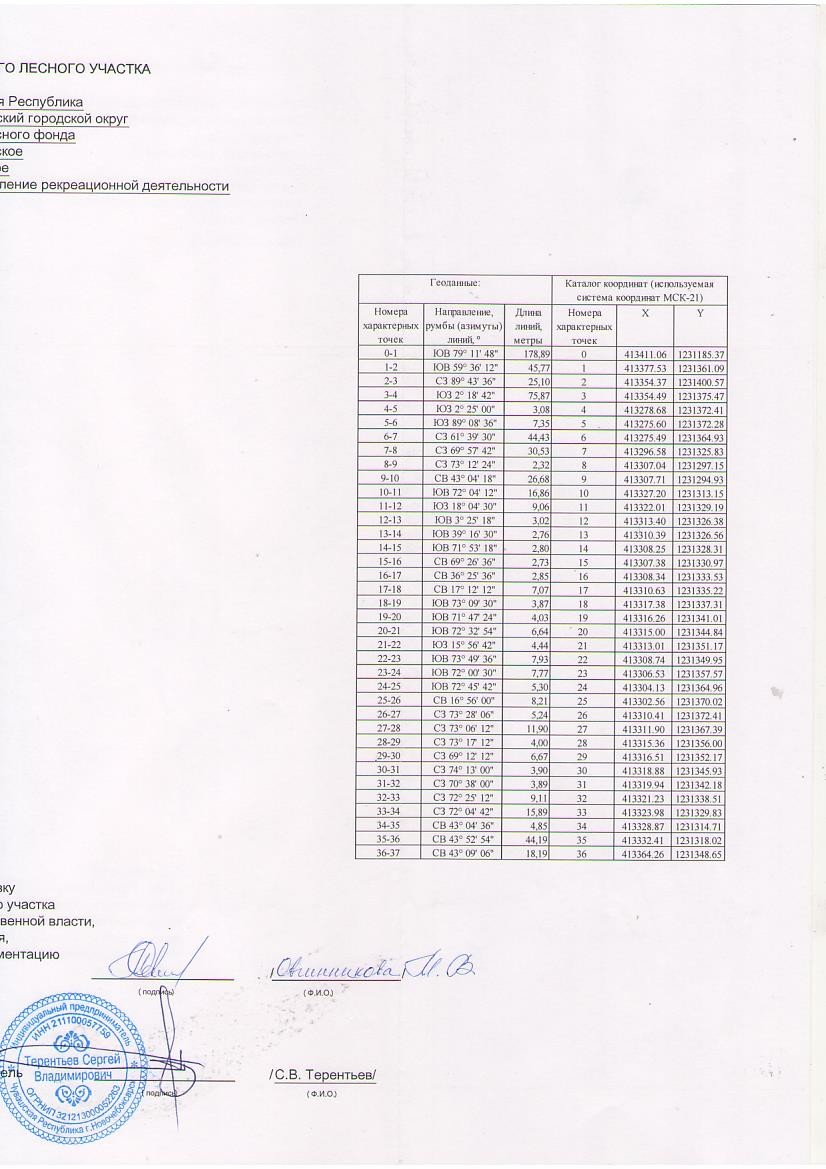 ГО ЛЕСНОГО УЧАСТКА
я Республика
ский городской округ
сного фонда
ское
ое
ление рекреационной деятельности
Геоданные: Каталог координат (используемая система координат МСК-21)
Номера характерных точек Направление, румбы (азимуты) линий, ° Длина линий, метры Номера характерных точек X Y
0-1 ЮВ 79° 11' 48" 178,89 0 413411.06 1231185.37
1-2 ЮВ 59° 36' 12" 45,77 1 413377.53 1231361.09
2-3 СЗ 89° 43' 36" 25,10 2 413354.37 1231400.57
3-4 ЮЗ 2° 18' 42" 75,87 3 413354.49 1231375.47
4-5 ЮЗ 2° 25' 00" 3,08 4 413278.68 1231372.41
5-6 ЮЗ 89° 08' 36" 7,35 5 413275.60 1231372.28
6-7 СЗ 61° 39' 30" 44,43 6 413275.49 1231364.93
7-8 СЗ 69° 57' 42" 30,53 7 413296.58 1231325.83
8-9 СЗ 73° 12' 24" 2,32 8 413307.04 1231297.15
9-10 СВ 43° 04' 18" 26,68 9 413307.71 1231294.93
10-11 ЮВ 72° 04' 12" 16,86 10 413327.20 1231313.15
11-12 ЮЗ 18° 04' 30" 9,06 11 413322.01 1231329.19
12-13 ЮВ 3° 25' 18" 3,02 12 413313.40 1231326.38
13-14 ЮВ 39° 16' 30" 2,76 13 413310.39 1231326.56
14-15 ЮВ 71° 53' 18" 2,80 14 413308.25 1231328.31
15-16 СВ 69° 26' 36" 2,73 15 413307.38 1231330.97
16-17 СВ 36° 25' 36" 2,85 16 413308.34 1231333.53
17-18 СВ 17° 12' 12" 7,07 17 413310.63 1231335.22
18-19 ЮВ 73° 09' 30" 3,87 18 413317.38 1231337.31
19-20 ЮВ 71° 47' 24" 4,03 19 413316.26 1231341.01
20-21 ЮВ 72° 32' 54" 6,64 20 413315.00 1231344.84
21-22 ЮЗ 15° 56' 42" 4,44 21 413313.01 1231351.17
22-23 ЮВ 73° 49' 36" 7,93 22 413308.74 1231349.95
23-24 ЮВ 72° 00' 30" 7,77 23 413306.53 1231357.57
24-25 ЮВ 72° 45' 42" 5,30 24 413304.13 1231364.96
25-26 СВ 16° 56' 00" 8,21 25 413302.56 1231370.02
26-27 СЗ 73° 28' 06" 5,24 26 413310.41 1231372.41
27-28 СЗ 73° 06' 12" 11,90 27 413311.90 1231367.39
28-29 СЗ 73° 17' 12" 4,00 28 413315.36 1231356.00
29-30 СЗ 69° 12' 12" 6,67 29 413316.51 1231352.17
30-31 СЗ 74° 13' 00" 3,90 30 413318.88 1231345.93
31-32 СЗ 70° 38' 00" 3,89 31 413319.94 1231342.18
32-33 СЗ 72° 25' 12" 9,11 32 413321.23 1231338.51
33-34 СЗ 72° 04' 42" 15,89 33 413323.98 1231329.83
34-35 СВ 43° 04' 36" 4,85 34 413328.87 1231314.71
35-36 СВ 43° 52' 54" 44,19 35 413332.41 1231318.02
36-37 СВ 43° 09' 06" 18,19 36 413364.26 1231348.65
вку
о участка
венной власти,
я,
ментацию
/Овчинникова М. В.
( подпись) ( Ф.И.О.)
Индивидуальный предприниматель
ИНН 211100057759
Терентьев Сергей
Владимирович
ОГРНИП 321213000052263
Чувашская Республика г.Новочебоксарск
ель /С.В. Терентьев/
( подпись) ( Ф.И.О.)